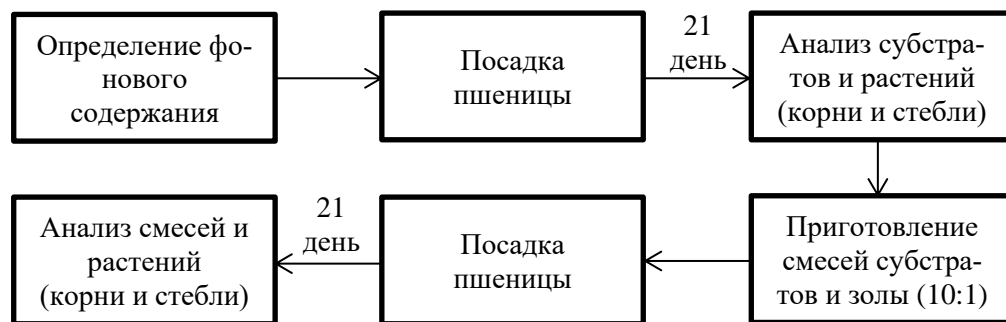 Определение фо-
нового
содержания
Посадка
пшеницы
21
день
Анализ субстра-
тов и растений
(корни и стебли)
Приготовление
смесей субстра-
тов и золы (10:1)
Посадка
пшеницы
21
день
Анализ смесей и
растений
(корни и стебли)